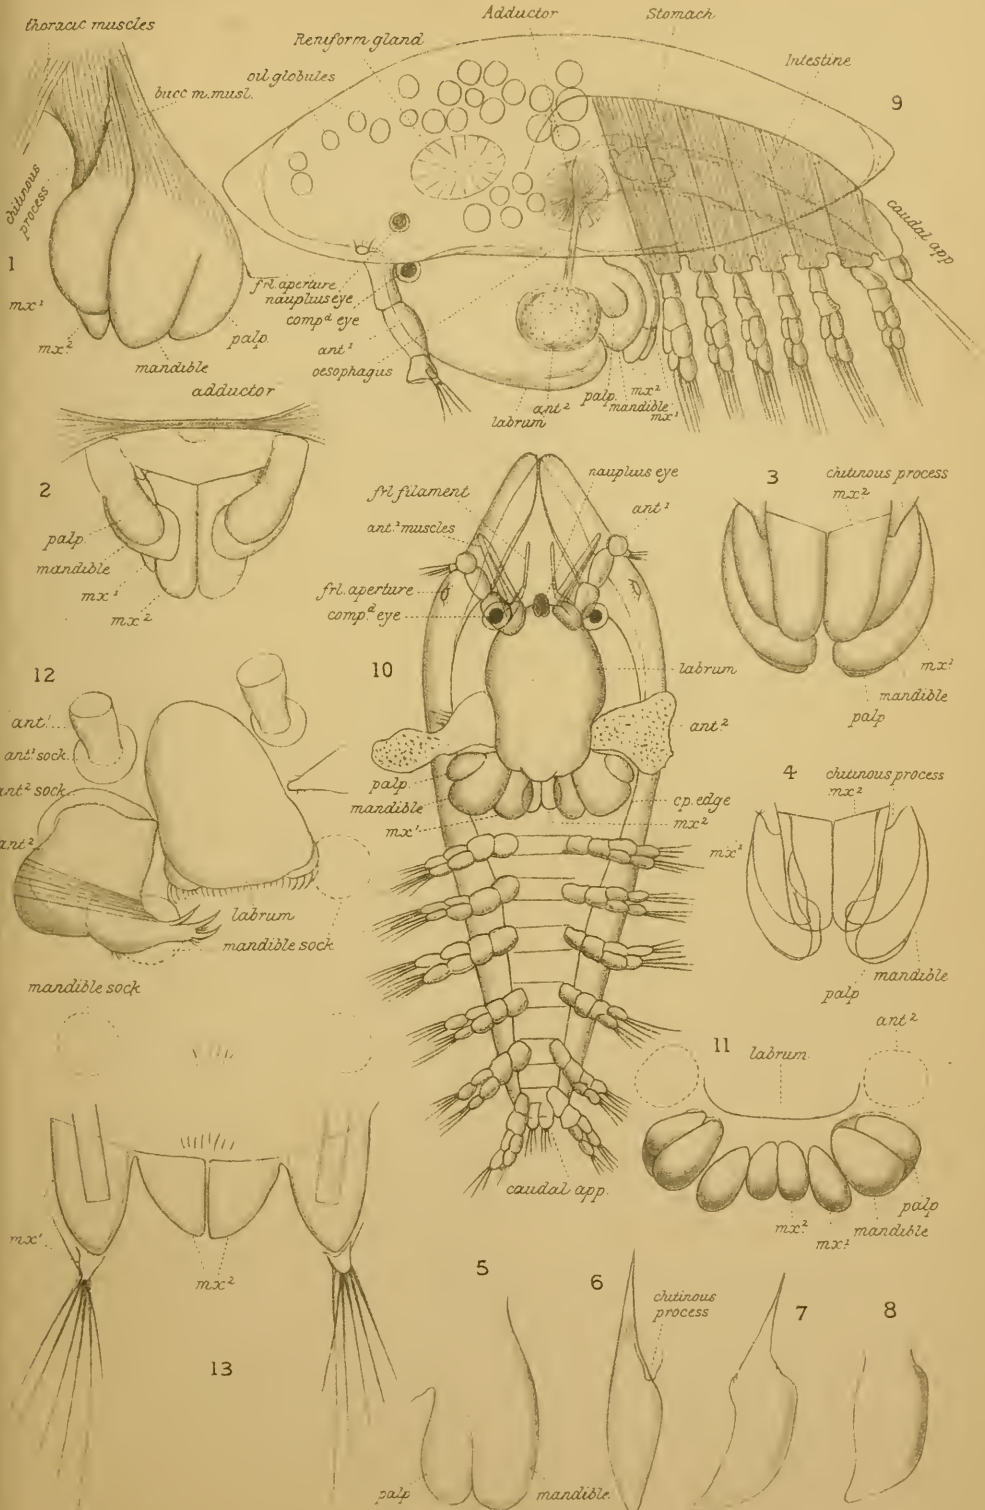 thoracic muscles
bucc m. musl.
chitinous
process
1
mx¹
mx²
mandible
palp.
Adductor
Stomach
Reniform gland
oil globules
Intestine
9
caudal app
frl. aperture
nauplius eye
compᵈ eye
ant¹
oesophagus
labrum
ant²
palp.
mandible
mx²
mx¹
adductor
2
palp.
mandible
mx¹
mx²
nauplius eye
frl filament
ant¹ muscles
ant¹
frl. aperture
compᵈ eye
10
labrum
ant²
palp.
mandible
mx'
cp. edge
mx²
caudal app.
3
chitinous process
mx²
mx¹
mandible
palp
4
chitinous process
mx²
mx¹
mandible
palp
12
ant'
ant¹ sock.
ant² sock.
ant²
labrum
mandible sock
mandible sock
11
labrum
ant²
palp
mandible
mx²
mx¹
mx'
mx²
13
5
palp
mandible.
6
chitinous
process
7
8